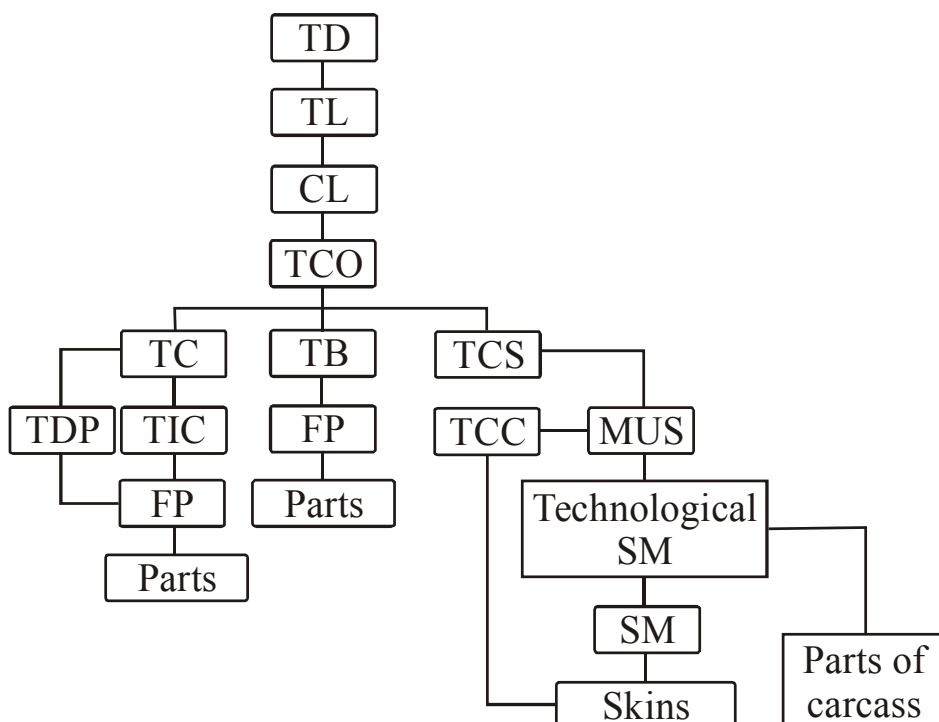 TD
TL
CL
TCO
TC
TB
TCS
TDP
TIC
FP
TCC
MUS
FP
Parts
Technological
SM
Parts
SM
Parts of
carcass
Skins